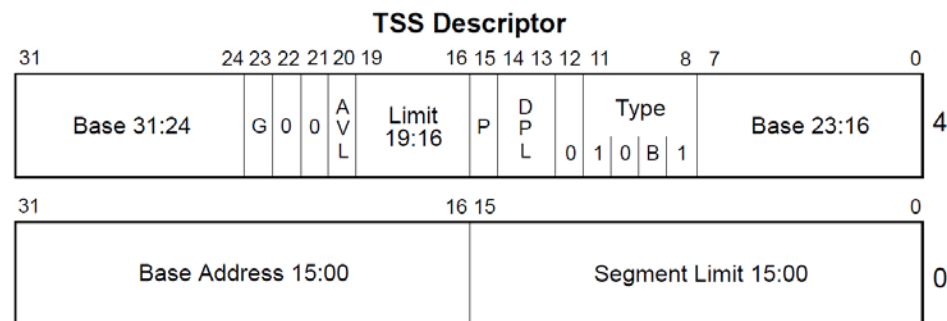 TSS Descriptor
31 24 23 22 21 20 19 16 15 14 13 12 11 8 7 0
Base 31:24 G 0 0 AVL Limit 19:16 P DPL 0 Type 1 0 B 1 Base 23:16 4
31 16 15 0
Base Address 15:00 Segment Limit 15:00 0